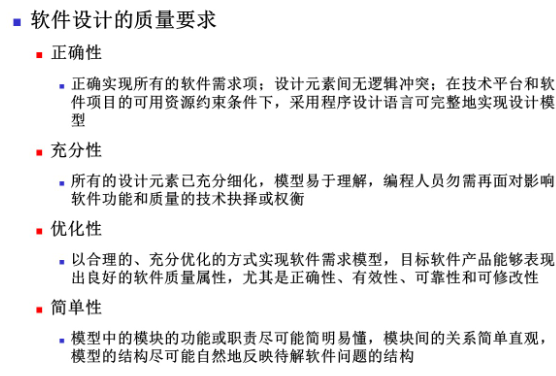 软件设计的质量要求
正确性
正确实现所有的软件需求项；设计元素间无逻辑冲突；在技术平台和软
件项目的可用资源约束条件下，采用程序设计语言可完整地实现设计模
型
充分性
所有的设计元素已充分细化，模型易于理解，编程人员勿需再面对影响
软件功能和质量的技术抉择或权衡
优化性
以合理的、充分优化的方式实现软件需求模型，目标软件产品能够表现
出良好的软件质量属性，尤其是正确性、有效性、可靠性和可修改性
简单性
模型中的模块的功能或职责尽可能简明易懂，模块间的关系简单直观，
模型的结构尽可能自然地反映待解软件问题的结构